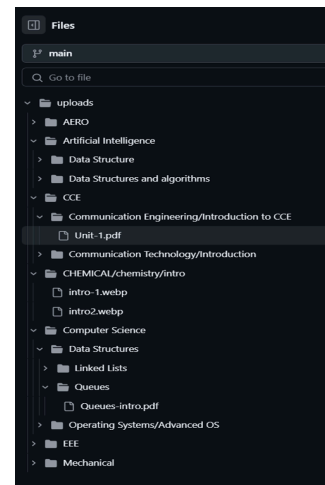 Files
main
Go to file
uploads
AERO
Artificial Intelligence
Data Structure
Data Structures and algorithms
CCE
Communication Engineering/Introduction to CCE
Unit-1.pdf
Communication Technology/Introduction
CHEMICAL/chemistry/intro
intro-1.webp
intro2.webp
Computer Science
Data Structures
Linked Lists
Queues
Queues-intro.pdf
Operating Systems/Advanced OS
EEE
Mechanical